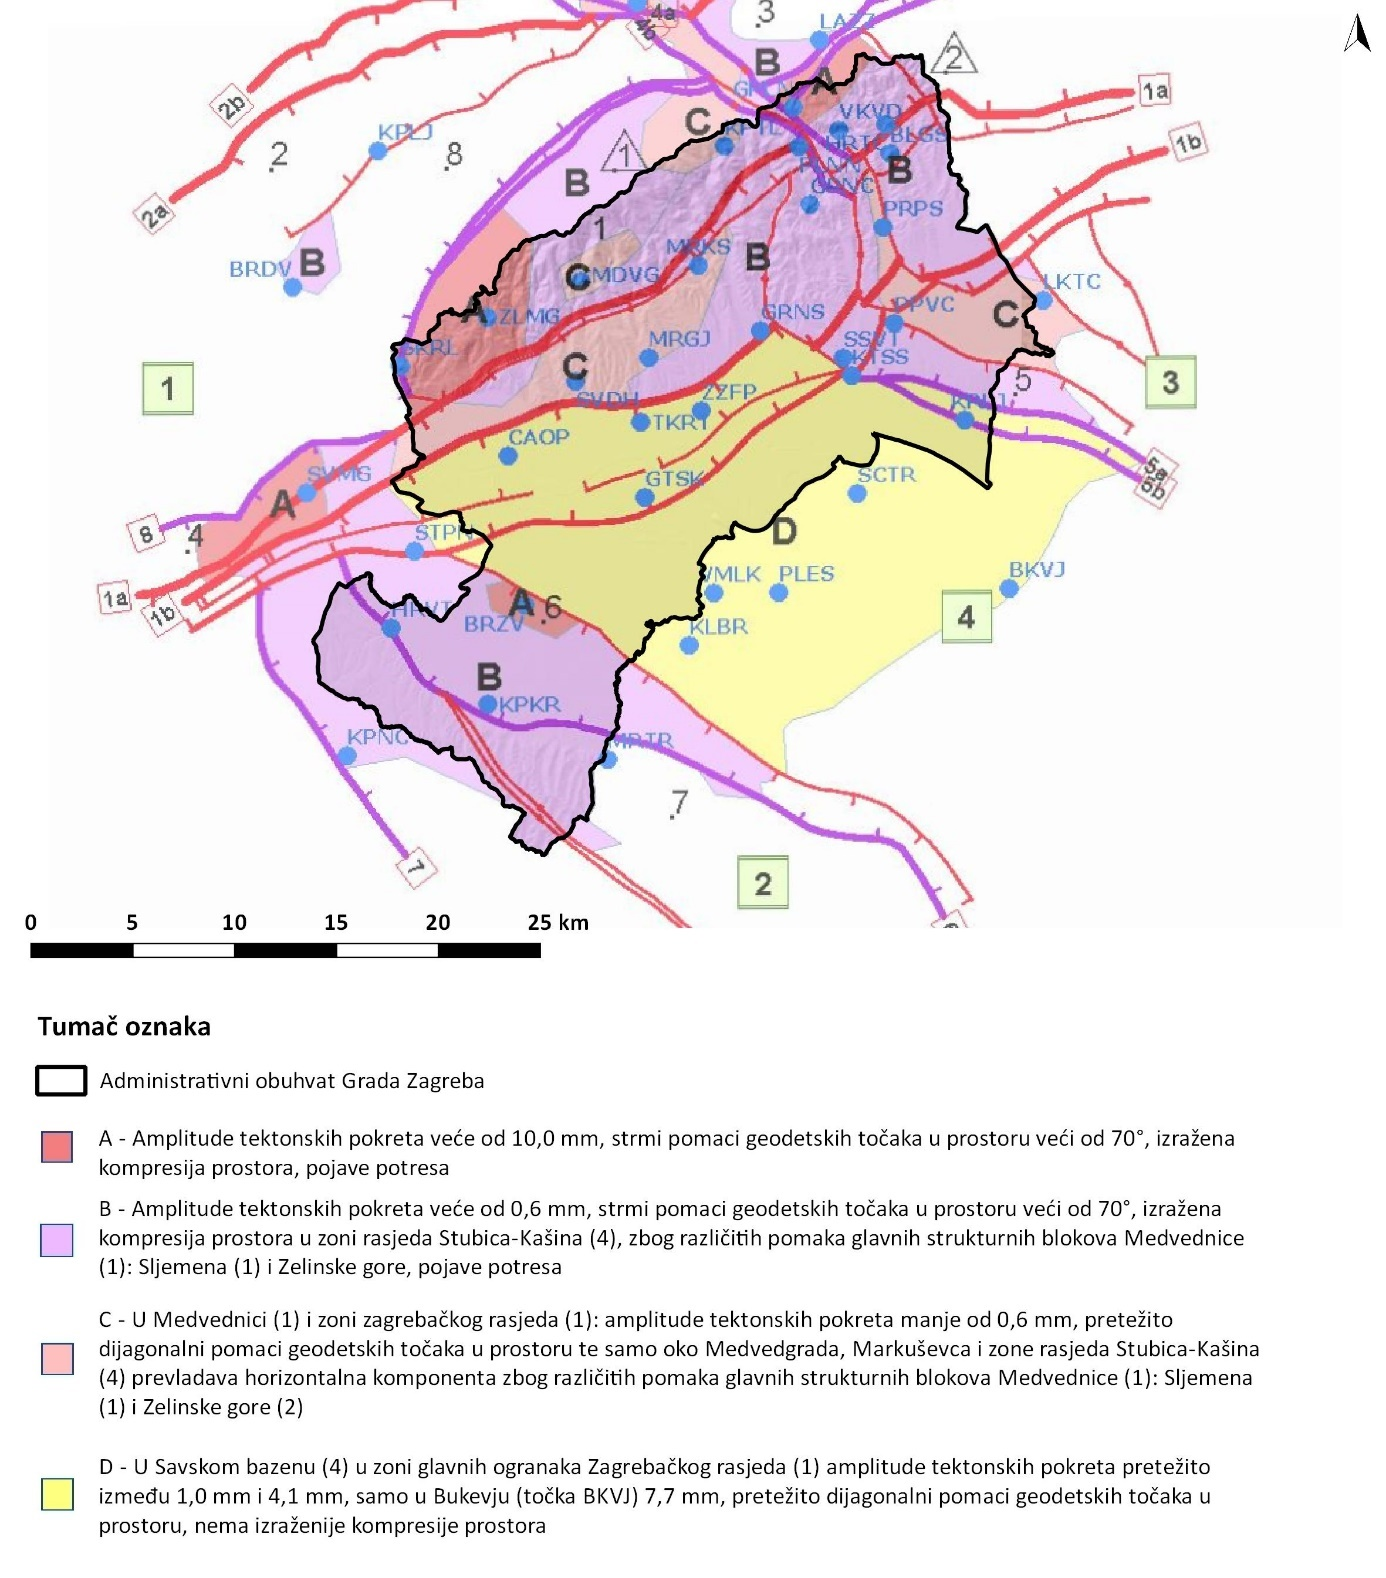 4a
.3
LAZZ
B
2
A
1a
2b
C
VKVD
BLGS
1b
KPLJ
.2
.8
1
B
B
PRPS
2a
1
MRKS
B
BRDV
B
C
MDVG
LKTC
A
ZLMG
GRNS
PPVC
C
SKRL
MRGJ
SSVT
KTSS
C
1
3
.5
SVDH
ZZFP
TKRT
CAOP
SVMG
GTSK
SCTR
5a
A
8
.4
STPN
D
BKVJ
1a
1b
VMLK
PLES
A
.6
HRVT
BRZV
4
KLBR
B
KPKR
KPNC
MRTR
.7
7
2
0 5 10 15 20 25 km
Tumač oznaka
Administrativni obuhvat Grada Zagreba
A - Amplitude tektonskih pokreta veće od 10,0 mm, strmi pomaci geodetskih točaka u prostoru veći od 70°, izražena
kompresija prostora, pojave potresa
B - Amplitude tektonskih pokreta veće od 0,6 mm, strmi pomaci geodetskih točaka u prostoru veći od 70°, izražena
kompresija prostora u zoni rasjeda Stubica-Kašina (4), zbog različitih pomaka glavnih strukturnih blokova Medvednice
(1): Sljemena (1) i Zelinske gore, pojave potresa
C - U Medvednici (1) i zoni zagrebačkog rasjeda (1): amplitude tektonskih pokreta manje od 0,6 mm, pretežito
dijagonalni pomaci geodetskih točaka u prostoru te samo oko Medvedgrada, Markuševca i zone rasjeda Stubica-Kašina
(4) prevladava horizontalna komponenta zbog različitih pomaka glavnih strukturnih blokova Medvednice (1): Sljemena
(1) i Zelinske gore (2)
D - U Savskom bazenu (4) u zoni glavnih ogranaka Zagrebačkog rasjeda (1) amplitude tektonskih pokreta pretežito
između 1,0 mm i 4,1 mm, samo u Bukevju (točka BKVJ) 7,7 mm, pretežito dijagonalni pomaci geodetskih točaka u
prostoru, nema izraženije kompresije prostora